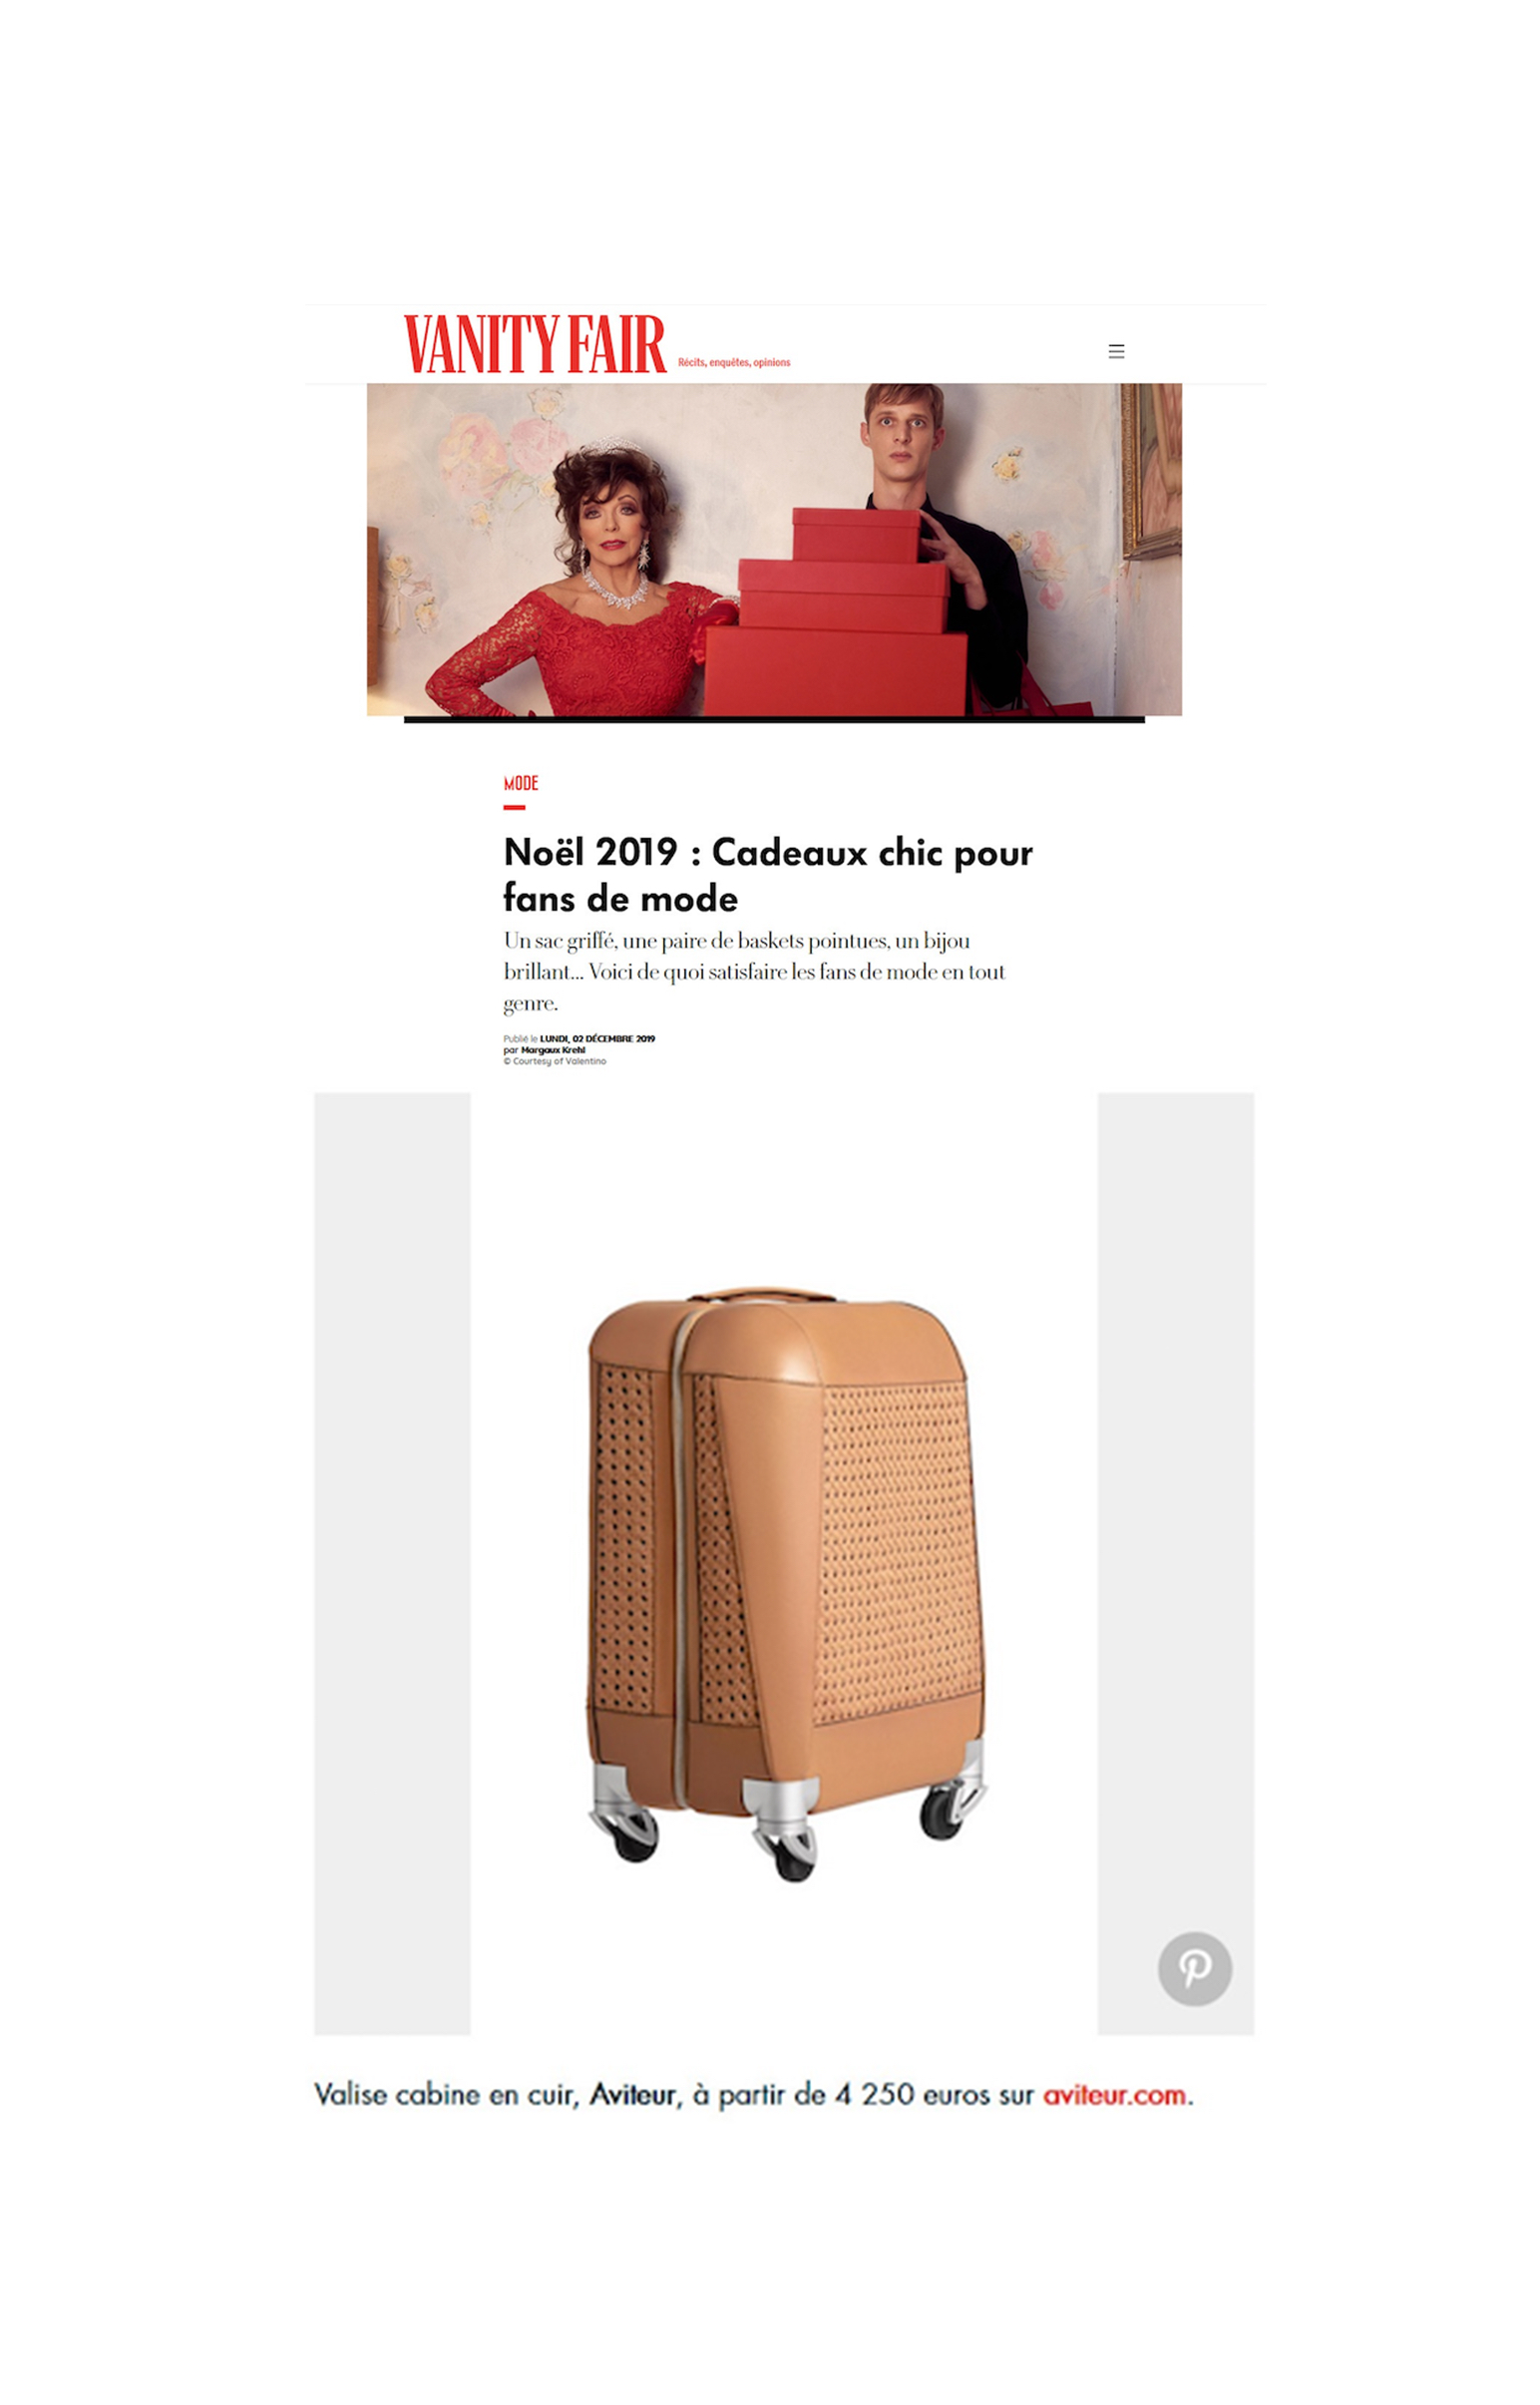 VANITY FAIR Récits, enquêtes, opinions
MODE
Noël 2019 : Cadeaux chic pour
fans de mode
Un sac griffé, une paire de baskets pointues, un bijou
brillant... Voici de quoi satisfaire les fans de mode en tout
genre.
Publié le LUNDI, 02 DÉCEMBRE 2019
par Margaux Krehl
© Courtesy of Valentino
Valise cabine en cuir, Aviteur, à partir de 4 250 euros sur aviteur.com.